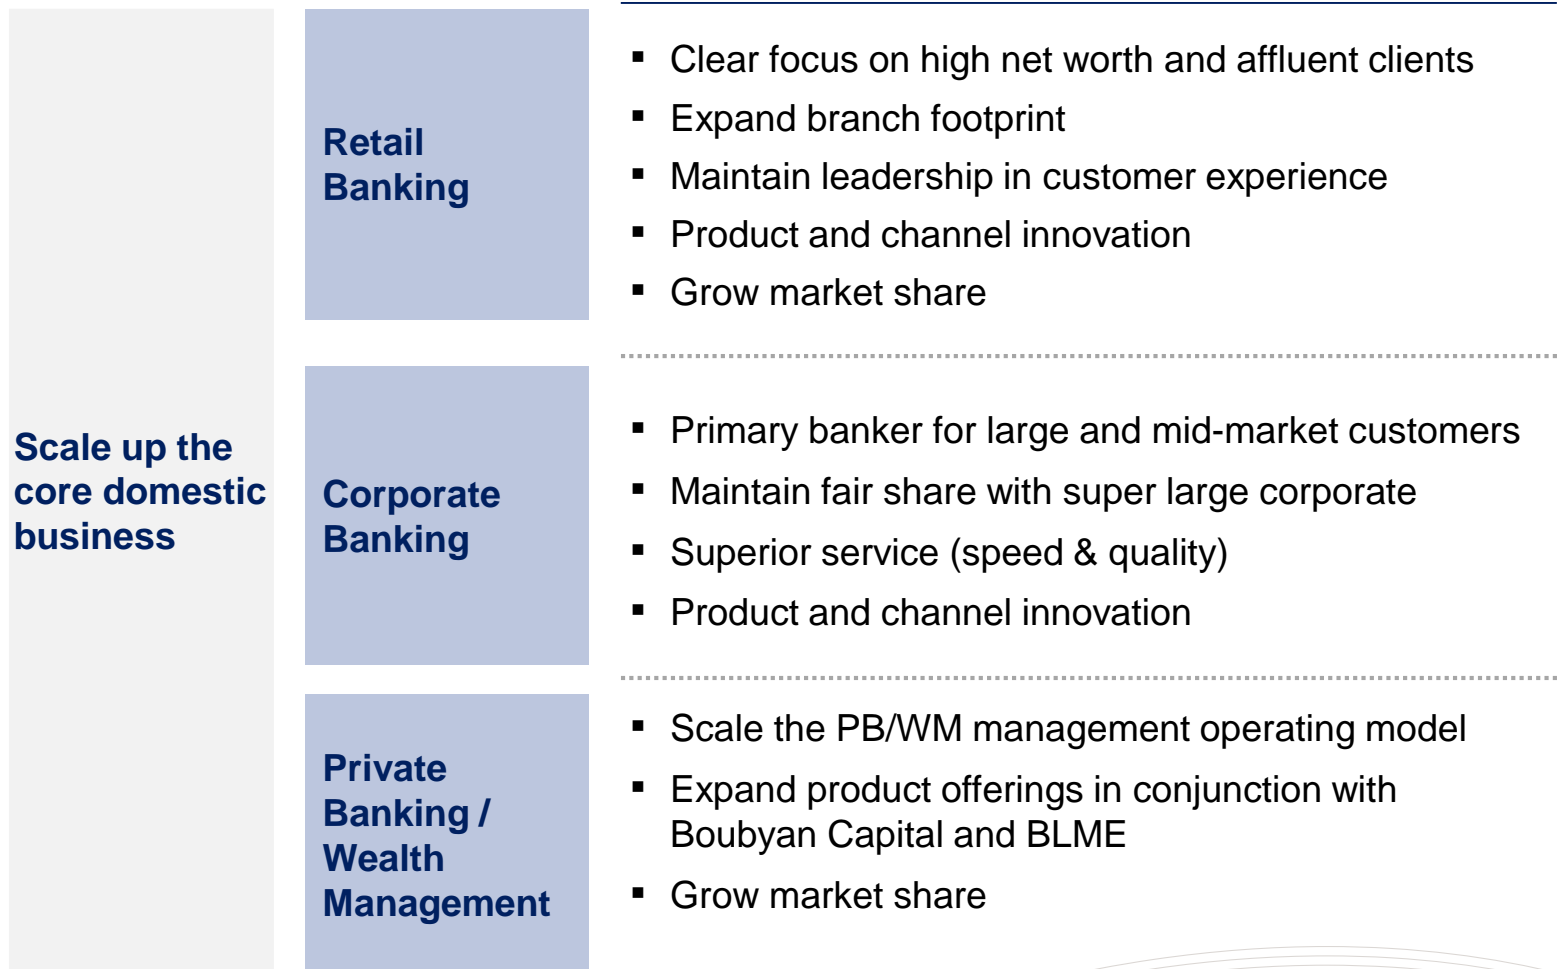 Scale up the
core domestic
business
Retail
Banking
▪ Clear focus on high net worth and affluent clients
▪ Expand branch footprint
▪ Maintain leadership in customer experience
▪ Product and channel innovation
▪ Grow market share
Corporate
Banking
▪ Primary banker for large and mid-market customers
▪ Maintain fair share with super large corporate
▪ Superior service (speed & quality)
▪ Product and channel innovation
Private
Banking /
Wealth
Management
▪ Scale the PB/WM management operating model
▪ Expand product offerings in conjunction with
Boubyan Capital and BLME
▪ Grow market share